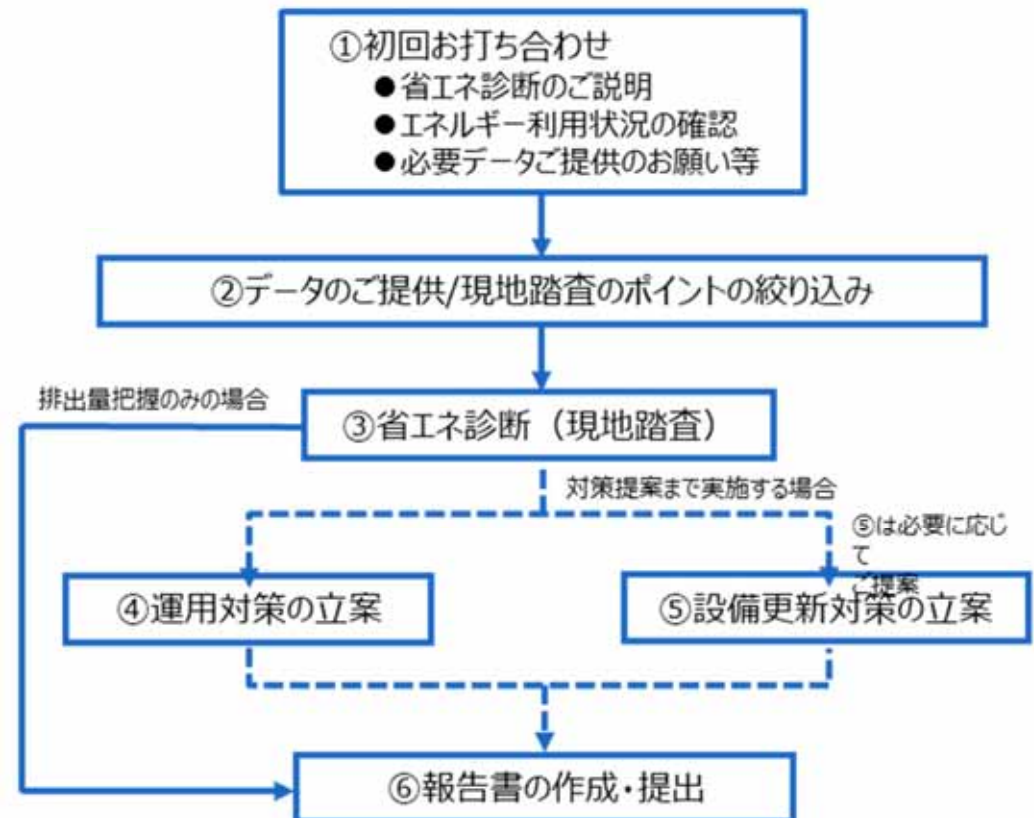 ①初回お打ち合わせ
●省エネ診断のご説明
●エネルギー利用状況の確認
●必要データご提供のお願い等
②データのご提供/現地踏査のポイントの絞り込み
排出量把握のみの場合
③省エネ診断（現地踏査）
対策提案まで実施する場合
⑤は必要に応じ
て
ご提案
④運用対策の立案
⑤設備更新対策の立案
⑥報告書の作成・提出